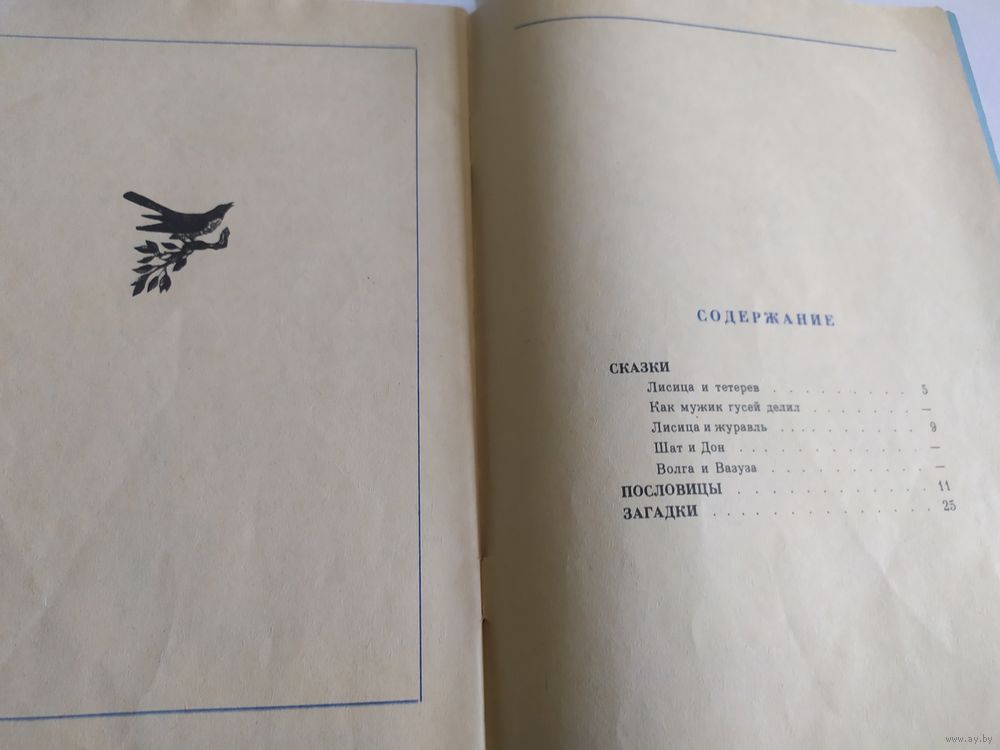 СОДЕРЖАНИЕ
СКАЗКИ
Лисица и тетерев . . . . . . . . . . 5
Как мужик гусей делил . . . . . . . . —
Лисица и журавль . . . . . . . . . . 9
Шат и Дон . . . . . . . . . . . . . —
Волга и Вазуза . . . . . . . . . . . —
ПОСЛОВИЦЫ . . . . . . . . . . . . . 11
ЗАГАДКИ . . . . . . . . . . . . . . 25
www.ay.by